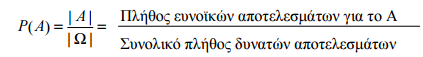 P(A) = |A| / |Ω| = Πλήθος ευνοϊκών αποτελεσμάτων για το Α / Συνολικό πλήθος δυνατών αποτελεσμάτων